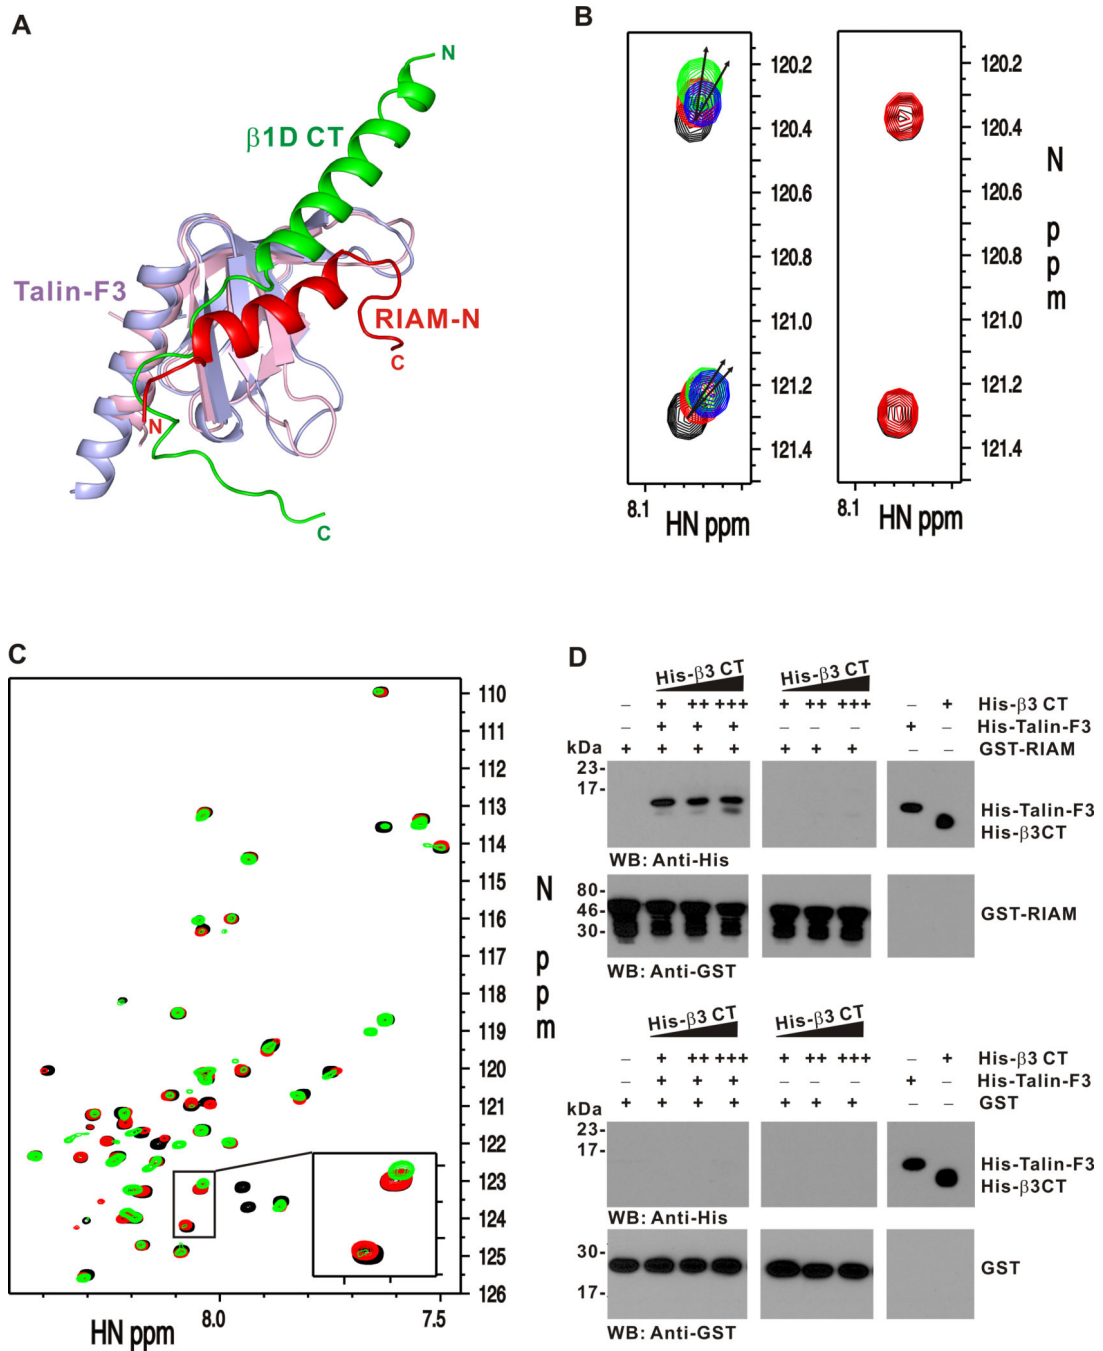 A
N
β1D CT
Talin-F3
RIAM-N
C
N
C
B
120.2
120.4
120.6
120.8
121.0
121.2
121.4
8.1
HN ppm
120.2
120.4
120.6
120.8
121.0
121.2
121.4
8.1
HN ppm
N ppm
C
110
111
112
113
114
115
116
117
118
119
120
121
122
123
124
125
126
8.0
7.5
HN ppm
N ppm
D
His-β3 CT His-β3 CT
– + ++ +++ + ++ +++ – + His-β3 CT
– + + + – – – + – His-Talin-F3
kDa + + + + + + + – – GST-RIAM
23-
17-
His-Talin-F3
His-β3CT
WB: Anti-His
80-
46-
30-
GST-RIAM
WB: Anti-GST
His-β3 CT His-β3 CT
– + ++ +++ + ++ +++ – + His-β3 CT
– + + + – – – + – His-Talin-F3
+ + + + + + + – – GST
kDa
23-
17-
His-Talin-F3
His-β3CT
WB: Anti-His
30-
17-
GST
WB: Anti-GST